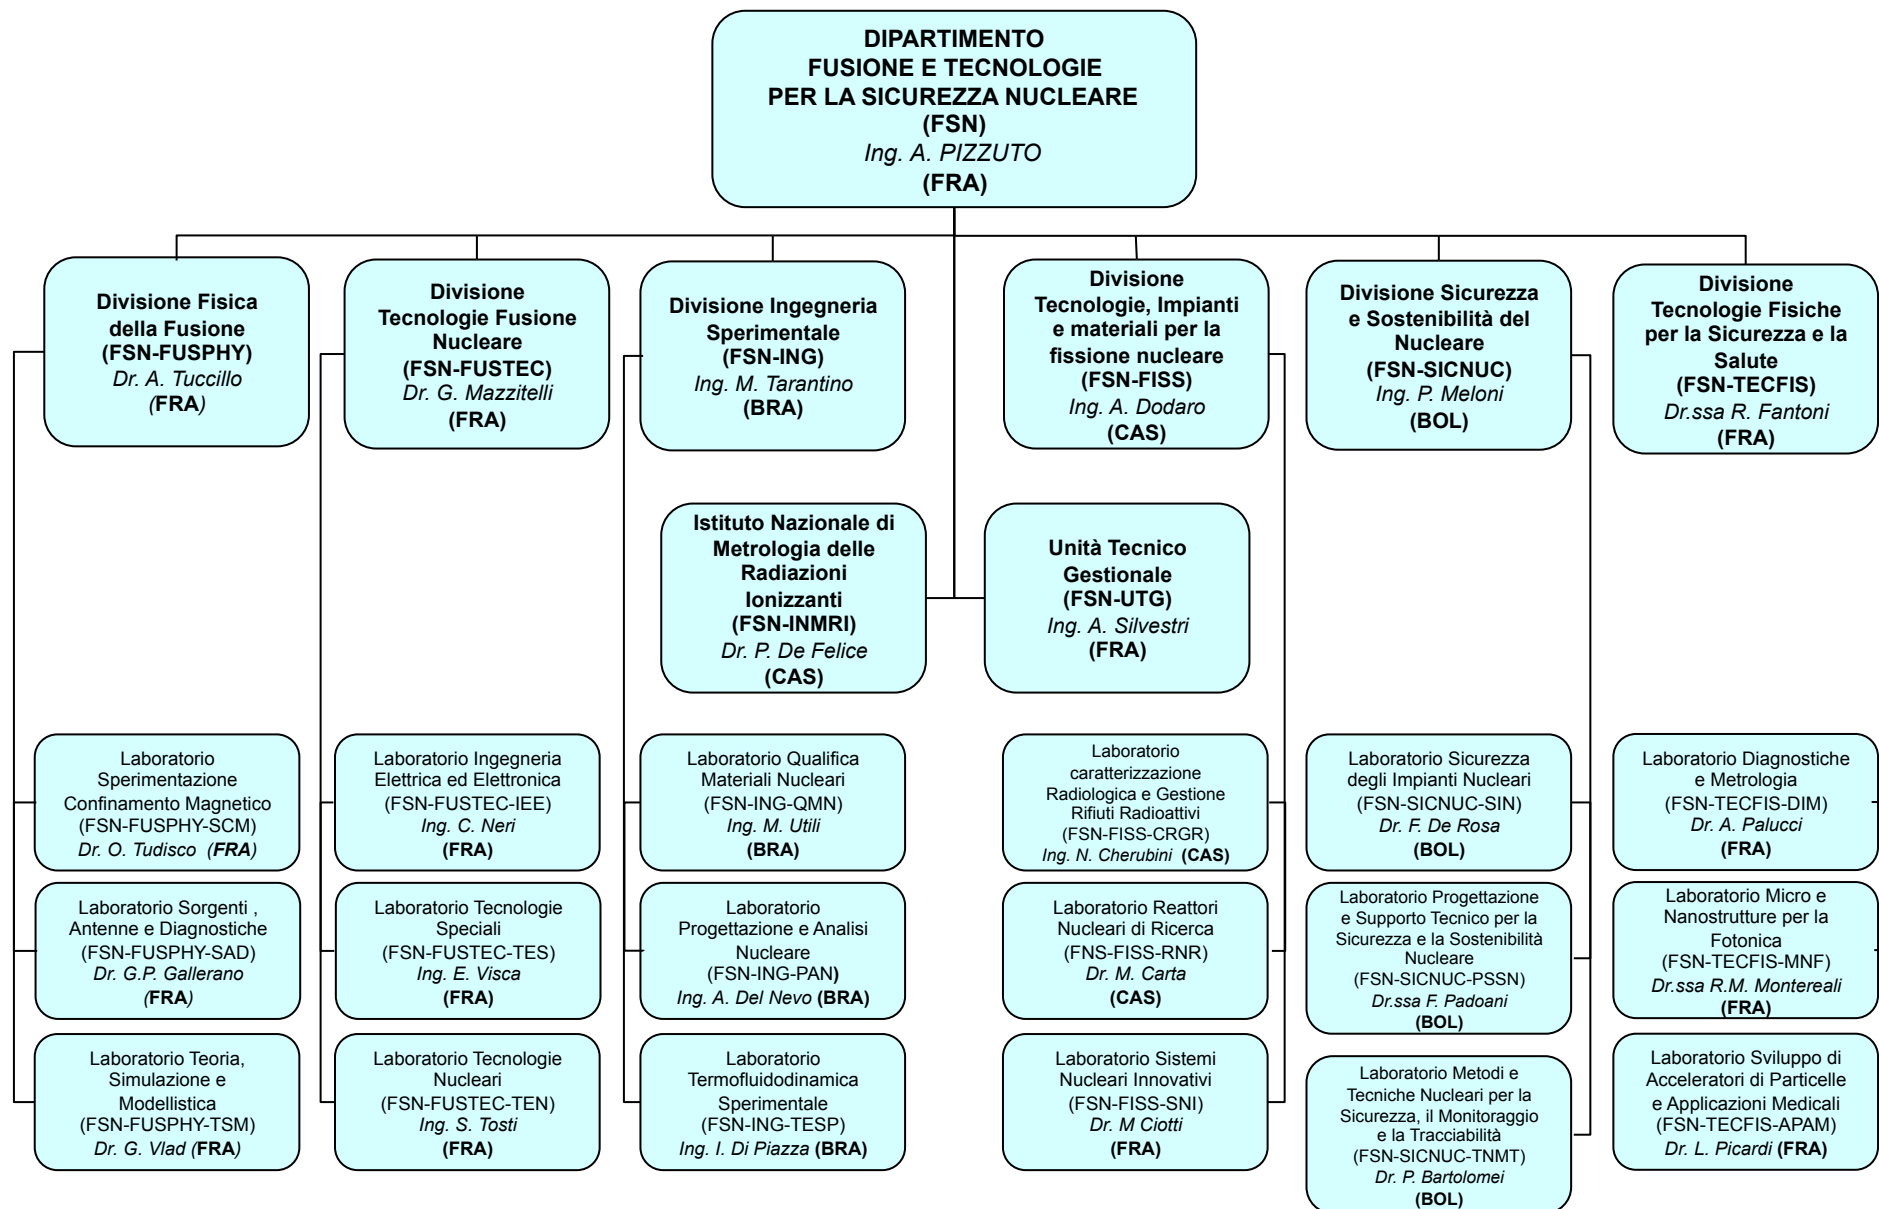 DIPARTIMENTO
FUSIONE E TECNOLOGIE
PER LA SICUREZZA NUCLEARE
(FSN)
Ing. A. PIZZUTO
(FRA)
Divisione Fisica
della Fusione
(FSN-FUSPHY)
Dr. A. Tuccillo
(FRA)
Divisione
Tecnologie Fusione
Nucleare
(FSN-FUSTEC)
Dr. G. Mazzitelli
(FRA)
Divisione Ingegneria
Sperimentale
(FSN-ING)
Ing. M. Tarantino
(BRA)
Divisione
Tecnologie, Impianti
e materiali per la
fissione nucleare
(FSN-FISS)
Ing. A. Dodaro
(CAS)
Divisione Sicurezza
e Sostenibilità del
Nucleare
(FSN-SICNUC)
Ing. P. Meloni
(BOL)
Divisione
Tecnologie Fisiche
per la Sicurezza e la
Salute
(FSN-TECFIS)
Dr.ssa R. Fantoni
(FRA)
Istituto Nazionale di
Metrologia delle
Radiazioni
Ionizzanti
(FSN-INMRI)
Dr. P. De Felice
(CAS)
Unità Tecnico
Gestionale
(FSN-UTG)
Ing. A. Silvestri
(FRA)
Laboratorio
Sperimentazione
Confinamento Magnetico
(FSN-FUSPHY-SCM)
Dr. O. Tudisco (FRA)
Laboratorio Ingegneria
Elettrica ed Elettronica
(FSN-FUSTEC-IEE)
Ing. C. Neri
(FRA)
Laboratorio Qualifica
Materiali Nucleari
(FSN-ING-QMN)
Ing. M. Utili
(BRA)
Laboratorio
caratterizzazione
Radiologica e Gestione
Rifiuti Radioattivi
(FSN-FISS-CRGR)
Ing. N. Cherubini (CAS)
Laboratorio Sicurezza
degli Impianti Nucleari
(FSN-SICNUC-SIN)
Dr. F. De Rosa
(BOL)
Laboratorio Diagnostiche
e Metrologia
(FSN-TECFIS-DIM)
Dr. A. Palucci
(FRA)
Laboratorio Sorgenti ,
Antenne e Diagnostiche
(FSN-FUSPHY-SAD)
Dr. G.P. Gallerano
(FRA)
Laboratorio Tecnologie
Speciali
(FSN-FUSTEC-TES)
Ing. E. Visca
(FRA)
Laboratorio
Progettazione e Analisi
Nucleare
(FSN-ING-PAN)
Ing. A. Del Nevo (BRA)
Laboratorio Reattori
Nucleari di Ricerca
(FNS-FISS-RNR)
Dr. M. Carta
(CAS)
Laboratorio Progettazione
e Supporto Tecnico per la
Sicurezza e la Sostenibilità
Nucleare
(FSN-SICNUC-PSSN)
Dr.ssa F. Padoani
(BOL)
Laboratorio Micro e
Nanostrutture per la
Fotonica
(FSN-TECFIS-MNF)
Dr.ssa R.M. Montereali
(FRA)
Laboratorio Teoria,
Simulazione e
Modellistica
(FSN-FUSPHY-TSM)
Dr. G. Vlad (FRA)
Laboratorio Tecnologie
Nucleari
(FSN-FUSTEC-TEN)
Ing. S. Tosti
(FRA)
Laboratorio
Termofluidodinamica
Sperimentale
(FSN-ING-TESP)
Ing. I. Di Piazza (BRA)
Laboratorio Sistemi
Nucleari Innovativi
(FSN-FISS-SNI)
Dr. M Ciotti
(FRA)
Laboratorio Metodi e
Tecniche Nucleari per la
Sicurezza, il Monitoraggio
e la Tracciabilità
(FSN-SICNUC-TNMT)
Dr. P. Bartolomei
(BOL)
Laboratorio Sviluppo di
Acceleratori di Particelle
e Applicazioni Medicali
(FSN-TECFIS-APAM)
Dr. L. Picardi (FRA)